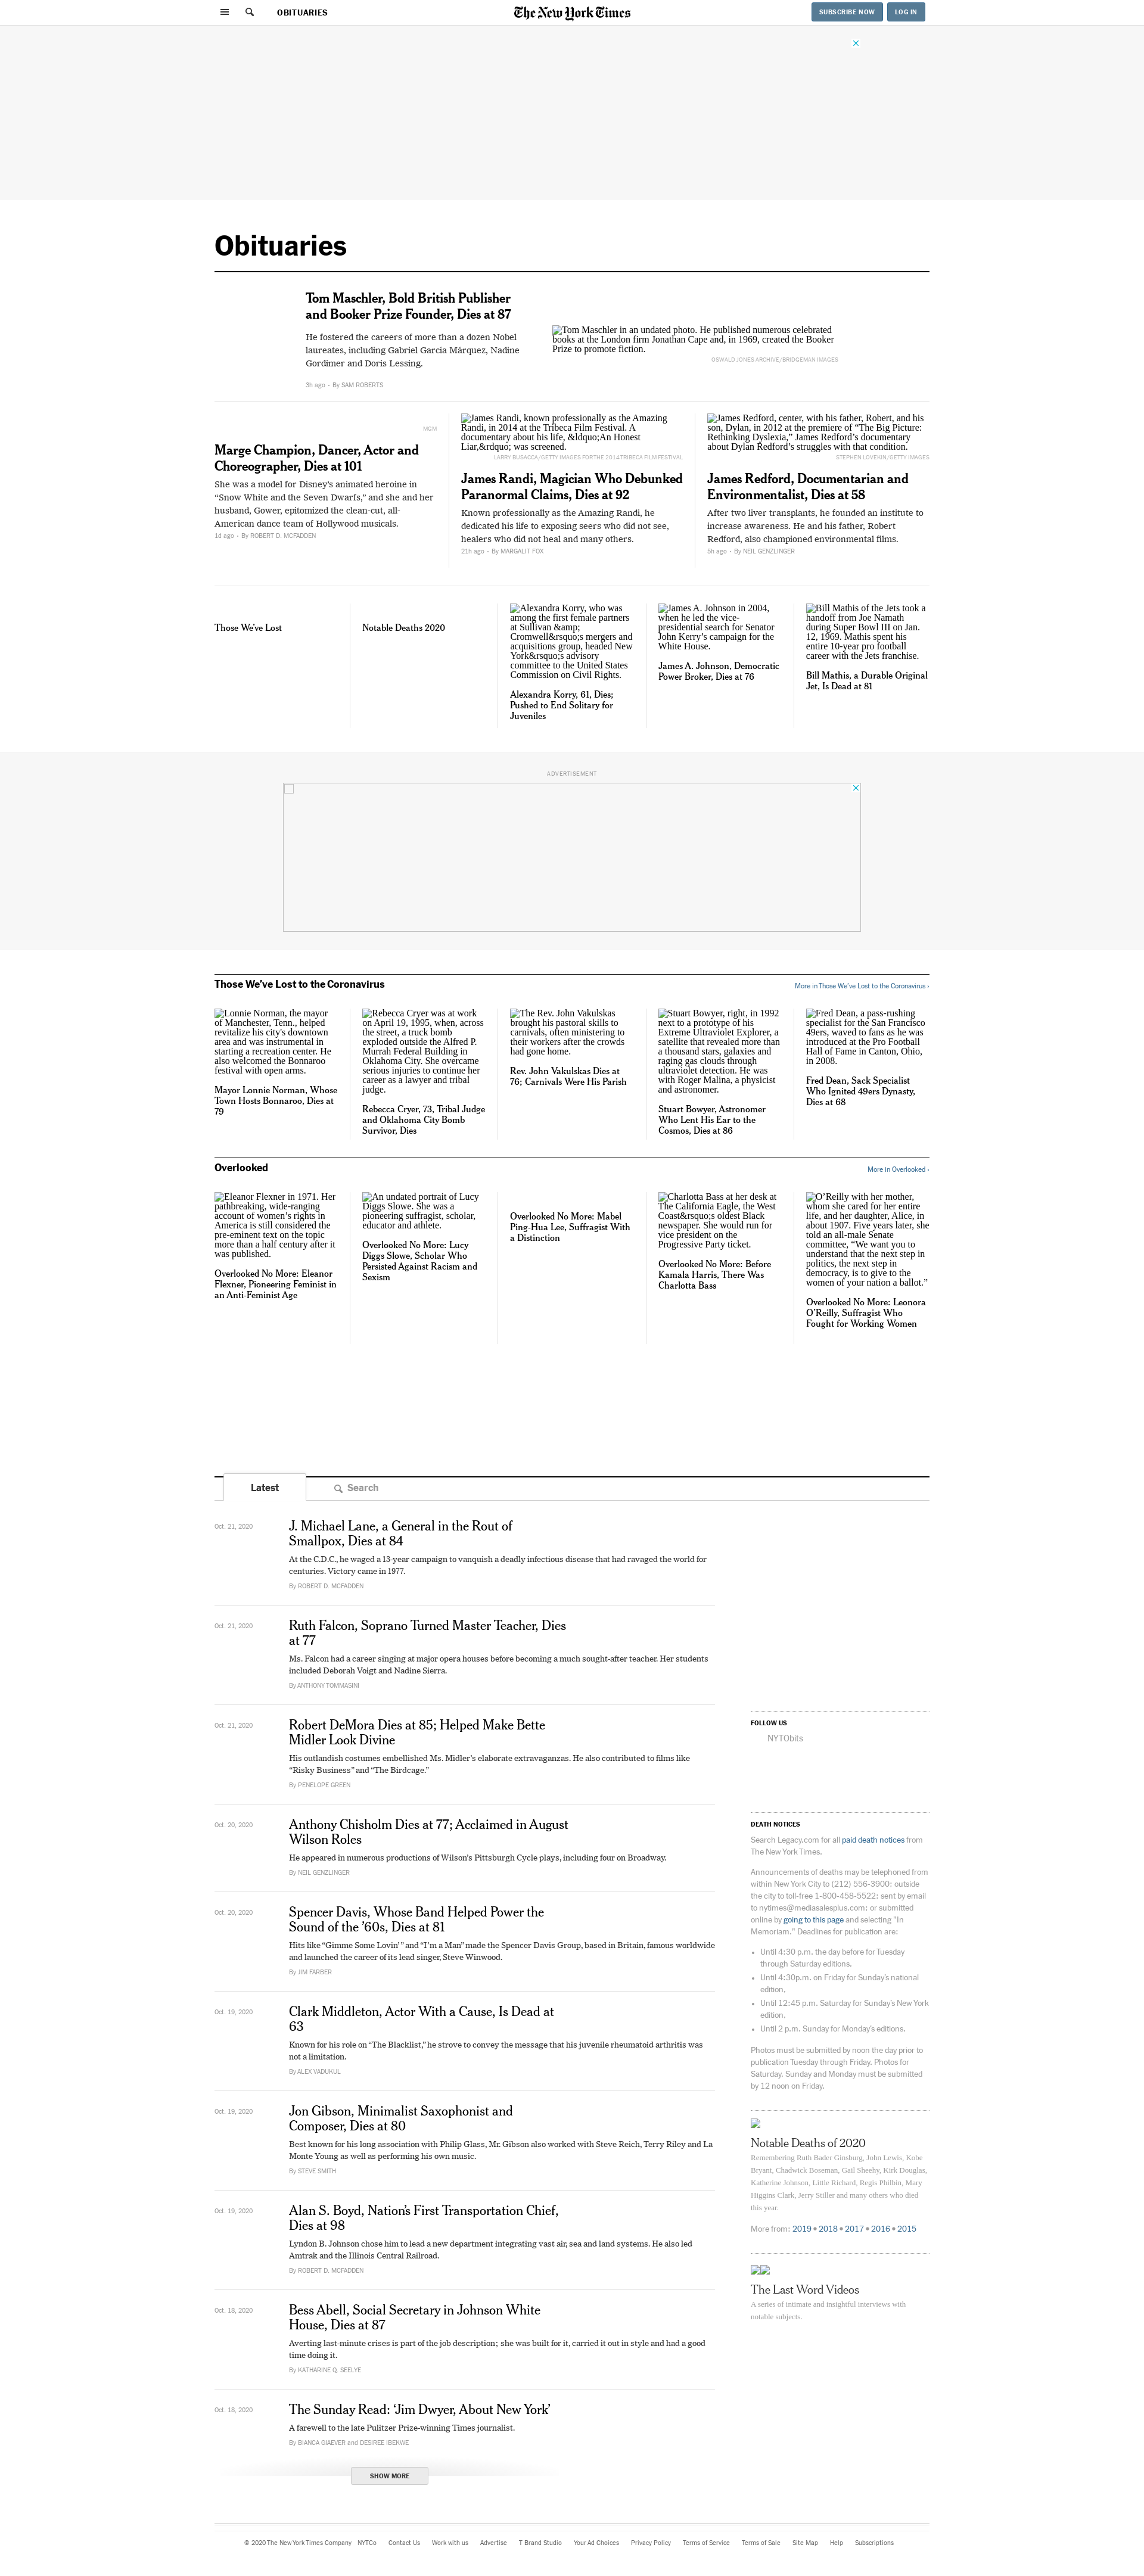 OBITUARIES
The New York Times
SUBSCRIBE NOW
LOG IN
Obituaries
Tom Maschler, Bold British Publisher
and Booker Prize Founder, Dies at 87
He fostered the careers of more than a dozen Nobel
laureates, including Gabriel García Márquez, Nadine
Gordimer and Doris Lessing.
3h ago - By SAM ROBERTS
Tom Maschler in an undated photo. He published numerous celebrated
books at the London firm Jonathan Cape and, in 1969, created the Booker
Prize to promote fiction.
OSWALD JONES ARCHIVE/BRIDGEMAN IMAGES
MGM
Marge Champion, Dancer, Actor and
Choreographer, Dies at 101
She was a model for Disney's animated heroine in
“Snow White and the Seven Dwarfs,” and she and her
husband, Gower, epitomized the clean-cut, all-
American dance team of Hollywood musicals.
1d ago - By ROBERT D. MCFADDEN
James Randi, known professionally as the Amazing
Randi, in 2014 at the Tribeca Film Festival. A
documentary about his life, &ldquo;An Honest
Liar,&rdquo; was screened.
LARRY BUSACCA/GETTY IMAGES FOR THE 2014 TRIBECA FILM FESTIVAL
James Randi, Magician Who Debunked
Paranormal Claims, Dies at 92
Known professionally as the Amazing Randi, he
dedicated his life to exposing seers who did not see,
healers who did not heal and many others.
21h ago - By MARGALIT FOX
James Redford, center, with his father, Robert, and his
son, Dylan, in 2012 at the premiere of “The Big Picture:
Rethinking Dyslexia,” James Redford’s documentary
about Dylan Redford’s struggles with that condition.
STEPHEN LOVEKIN/GETTY IMAGES
James Redford, Documentarian and
Environmentalist, Dies at 58
After two liver transplants, he founded an institute to
increase awareness. He and his father, Robert
Redford, also championed environmental films.
5h ago - By NEIL GENZLINGER
Those We’ve Lost
Notable Deaths 2020
Alexandra Korry, who was
among the first female partners
at Sullivan &amp;
Cromwell&rsquo;s mergers and
acquisitions group, headed New
York&rsquo;s advisory
committee to the United States
Commission on Civil Rights.
Alexandra Korry, 61, Dies;
Pushed to End Solitary for
Juveniles
James A. Johnson in 2004,
when he led the vice-
presidential search for Senator
John Kerry’s campaign for the
White House.
James A. Johnson, Democratic
Power Broker, Dies at 76
Bill Mathis of the Jets took a
handoff from Joe Namath
during Super Bowl III on Jan.
12, 1969. Mathis spent his
entire 10-year pro football
career with the Jets franchise.
Bill Mathis, a Durable Original
Jet, Is Dead at 81
ADVERTISEMENT
Those We’ve Lost to the Coronavirus
More in Those We’ve Lost to the Coronavirus ›
Lonnie Norman, the mayor
of Manchester, Tenn., helped
revitalize his city's downtown
area and was instrumental in
starting a recreation center. He
also welcomed the Bonnaroo
festival with open arms.
Mayor Lonnie Norman, Whose
Town Hosts Bonnaroo, Dies at
79
Rebecca Cryer was at work
on April 19, 1995, when, across
the street, a truck bomb
exploded outside the Alfred P.
Murrah Federal Building in
Oklahoma City. She overcame
serious injuries to continue her
career as a lawyer and tribal
judge.
Rebecca Cryer, 73, Tribal Judge
and Oklahoma City Bomb
Survivor, Dies
The Rev. John Vakulskas
brought his pastoral skills to
carnivals, often ministering to
their workers after the crowds
had gone home.
Rev. John Vakulskas Dies at
76; Carnivals Were His Parish
Stuart Bowyer, right, in 1992
next to a prototype of his
Extreme Ultraviolet Explorer, a
satellite that revealed more than
a thousand stars, galaxies and
raging gas clouds through
ultraviolet detection. He was
with Roger Malina, a physicist
and astronomer.
Stuart Bowyer, Astronomer
Who Lent His Ear to the
Cosmos, Dies at 86
Fred Dean, a pass-rushing
specialist for the San Francisco
49ers, waved to fans as he was
introduced at the Pro Football
Hall of Fame in Canton, Ohio,
in 2008.
Fred Dean, Sack Specialist
Who Ignited 49ers Dynasty,
Dies at 68
Overlooked
More in Overlooked ›
Eleanor Flexner in 1971. Her
pathbreaking, wide-ranging
account of women’s rights in
America is still considered the
pre-eminent text on the topic
more than a half century after it
was published.
Overlooked No More: Eleanor
Flexner, Pioneering Feminist in
an Anti-Feminist Age
An undated portrait of Lucy
Diggs Slowe. She was a
pioneering suffragist, scholar,
educator and athlete.
Overlooked No More: Lucy
Diggs Slowe, Scholar Who
Persisted Against Racism and
Sexism
Overlooked No More: Mabel
Ping-Hua Lee, Suffragist With
a Distinction
Charlotta Bass at her desk at
The California Eagle, the West
Coast&rsquo;s oldest Black
newspaper. She would run for
vice president on the
Progressive Party ticket.
Overlooked No More: Before
Kamala Harris, There Was
Charlotta Bass
O’Reilly with her mother,
whom she cared for her entire
life, and her daughter, Alice, in
about 1907. Five years later, she
told an all-male Senate
committee, “We want you to
understand that the next step in
politics, the next step in
democracy, is to give to the
women of your nation a ballot.”
Overlooked No More: Leonora
O’Reilly, Suffragist Who
Fought for Working Women
Latest
Search
Oct. 21, 2020
J. Michael Lane, a General in the Rout of
Smallpox, Dies at 84
At the C.D.C., he waged a 13-year campaign to vanquish a deadly infectious disease that had ravaged the world for
centuries. Victory came in 1977.
By ROBERT D. MCFADDEN
Oct. 21, 2020
Ruth Falcon, Soprano Turned Master Teacher, Dies
at 77
Ms. Falcon had a career singing at major opera houses before becoming a much sought-after teacher. Her students
included Deborah Voigt and Nadine Sierra.
By ANTHONY TOMMASINI
Oct. 21, 2020
Robert DeMora Dies at 85; Helped Make Bette
Midler Look Divine
His outlandish costumes embellished Ms. Midler’s elaborate extravaganzas. He also contributed to films like
“Risky Business” and “The Birdcage.”
By PENELOPE GREEN
Oct. 20, 2020
Anthony Chisholm Dies at 77; Acclaimed in August
Wilson Roles
He appeared in numerous productions of Wilson’s Pittsburgh Cycle plays, including four on Broadway.
By NEIL GENZLINGER
Oct. 20, 2020
Spencer Davis, Whose Band Helped Power the
Sound of the ’60s, Dies at 81
Hits like “Gimme Some Lovin’ ” and “I’m a Man” made the Spencer Davis Group, based in Britain, famous worldwide
and launched the career of its lead singer, Steve Winwood.
By JIM FARBER
Oct. 19, 2020
Clark Middleton, Actor With a Cause, Is Dead at
63
Known for his role on “The Blacklist,” he strove to convey the message that his juvenile rheumatoid arthritis was
not a limitation.
By ALEX VADUKUL
Oct. 19, 2020
Jon Gibson, Minimalist Saxophonist and
Composer, Dies at 80
Best known for his long association with Philip Glass, Mr. Gibson also worked with Steve Reich, Terry Riley and La
Monte Young as well as performing his own music.
By STEVE SMITH
Oct. 19, 2020
Alan S. Boyd, Nation’s First Transportation Chief,
Dies at 98
Lyndon B. Johnson chose him to lead a new department integrating vast air, sea and land systems. He also led
Amtrak and the Illinois Central Railroad.
By ROBERT D. MCFADDEN
Oct. 18, 2020
Bess Abell, Social Secretary in Johnson White
House, Dies at 87
Averting last-minute crises is part of the job description; she was built for it, carried it out in style and had a good
time doing it.
By KATHARINE Q. SEELYE
Oct. 18, 2020
The Sunday Read: ‘Jim Dwyer, About New York’
A farewell to the late Pulitzer Prize-winning Times journalist.
By BIANCA GIAEVER and DESIREE IBEKWE
SHOW MORE
FOLLOW US
NYTObits
DEATH NOTICES
Search Legacy.com for all paid death notices from
The New York Times.
Announcements of deaths may be telephoned from
within New York City to (212) 556-3900; outside
the city to toll-free 1-800-458-5522; sent by email
to nytimes@mediasalesplus.com; or submitted
online by going to this page and selecting "In
Memoriam." Deadlines for publication are:
Until 4:30 p.m. the day before for Tuesday
through Saturday editions.
Until 4:30p.m. on Friday for Sunday’s national
edition.
Until 12:45 p.m. Saturday for Sunday’s New York
edition.
Until 2 p.m. Sunday for Monday’s editions.
Photos must be submitted by noon the day prior to
publication Tuesday through Friday. Photos for
Saturday, Sunday and Monday must be submitted
by 12 noon on Friday.
Notable Deaths of 2020
Remembering Ruth Bader Ginsburg, John Lewis, Kobe
Bryant, Chadwick Boseman, Gail Sheehy, Kirk Douglas,
Katherine Johnson, Little Richard, Regis Philbin, Mary
Higgins Clark, Jerry Stiller and many others who died
this year.
More from: 2019 • 2018 • 2017 • 2016 • 2015
The Last Word Videos
A series of intimate and insightful interviews with
notable subjects.
© 2020 The New York Times Company NYTCo Contact Us Work with us Advertise T Brand Studio Your Ad Choices Privacy Policy Terms of Service Terms of Sale Site Map Help Subscriptions